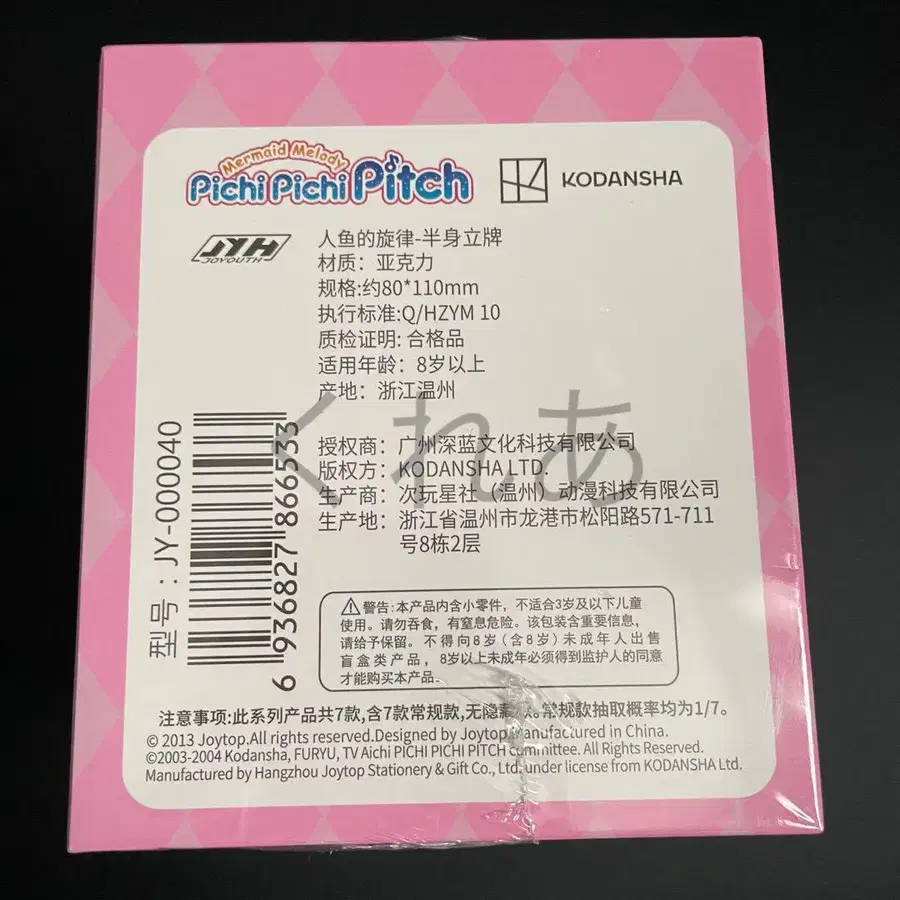 Mermaid Melody
Pichi Pichi Pitch
KODANSHA
JYH
JOYOUTH
人鱼的旋律-半身立牌
材质：亚克力
规格:约80*110mm
执行标准:Q/HZYM 10
质检证明: 合格品
适用年龄：8岁以上
产地：浙江温州
くれあ
授权商：广州深蓝文化科技有限公司
版权方：KODANSHA LTD.
生产商：次玩星社（温州）动漫科技有限公司
生产地：浙江省温州市龙港市松阳路571-711
号8栋2层
型号：JY-000040
6 936827 866533
警告:本产品内含小零件，不适合3岁及以下儿童
使用。请勿吞食，有窒息危险。该包装含重要信息，
请给予保留。不得向8岁(含8岁)未成年人出售
盲盒类产品，8岁以上未成年必须得到监护人的同意
才能购买本产品。
注意事项:此系列产品共7款,含7款常规款,无隐藏款。常规款抽取概率均为1/7。
© 2013 Joytop.All rights reserved.Designed by Joytop.Manufactured in China.
©2003-2004 Kodansha, FURYU, TV Aichi PICHI PICHI PITCH committee. All Rights Reserved.
Manufactured by Hangzhou Joytop Stationery & Gift Co., Ltd. under license from KODANSHA Ltd.